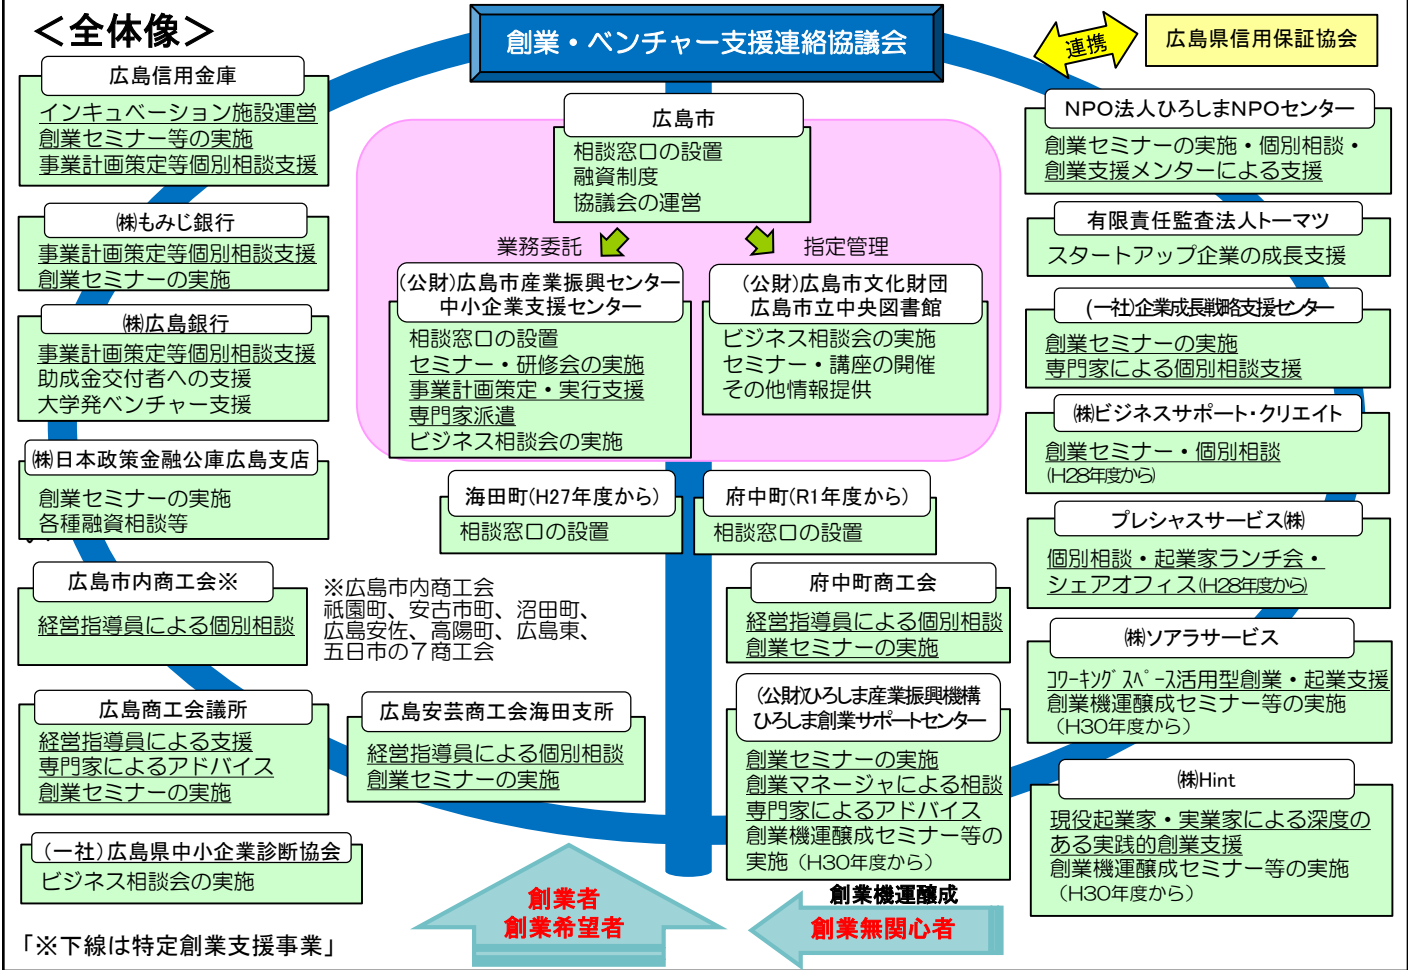 ＜全体像＞
創業・ベンチャー支援連絡協議会
連携
広島県信用保証協会
広島信用金庫
インキュベーション施設運営
創業セミナー等の実施
事業計画策定等個別相談支援
㈱もみじ銀行
事業計画策定等個別相談支援
創業セミナーの実施
㈱広島銀行
事業計画策定等個別相談支援
助成金交付者への支援
大学発ベンチャー支援
㈱日本政策金融公庫広島支店
創業セミナーの実施
各種融資相談等
広島市内商工会※
経営指導員による個別相談
※広島市内商工会
祇園町、安古市町、沼田町、
広島安佐、高陽町、広島東、
五日市の７商工会
広島商工会議所
経営指導員による支援
専門家によるアドバイス
創業セミナーの実施
(一社)広島県中小企業診断協会
ビジネス相談会の実施
広島市
相談窓口の設置
融資制度
協議会の運営
業務委託
指定管理
(公財)広島市産業振興センター
中小企業支援センター
相談窓口の設置
セミナー・研修会の実施
事業計画策定・実行支援
専門家派遣
ビジネス相談会の実施
(公財)広島市文化財団
広島市立中央図書館
ビジネス相談会の実施
セミナー・講座の開催
その他情報提供
海田町(H27年度から)
相談窓口の設置
府中町(R1年度から)
相談窓口の設置
広島安芸商工会海田支所
経営指導員による個別相談
創業セミナーの実施
府中町商工会
経営指導員による個別相談
創業セミナーの実施
(公財)ひろしま産業振興機構
ひろしま創業サポートセンター
創業セミナーの実施
創業マネージャによる相談
専門家によるアドバイス
創業機運醸成セミナー等の
実施（H30年度から）
NPO法人ひろしまNPOセンター
創業セミナーの実施・個別相談・
創業支援メンターによる支援
有限責任監査法人トーマツ
スタートアップ企業の成長支援
(一社)企業成長戦略支援センター
創業セミナーの実施
専門家による個別相談支援
㈱ビジネスサポート・クリエイト
創業セミナー・個別相談
(H28年度から)
プレシャスサービス㈱
個別相談・起業家ランチ会・
シェアオフィス(H28年度から)
㈱ソアラサービス
ｺﾜｰｷﾝｸﾞｽﾍﾟｰｽ活用型創業・起業支援
創業機運醸成セミナー等の実施
（H30年度から）
㈱Hint
現役起業家・実業家による深度の
ある実践的創業支援
創業機運醸成セミナー等の実施
（H30年度から）
創業者
創業希望者
創業機運醸成
創業無関心者
「※下線は特定創業支援事業」